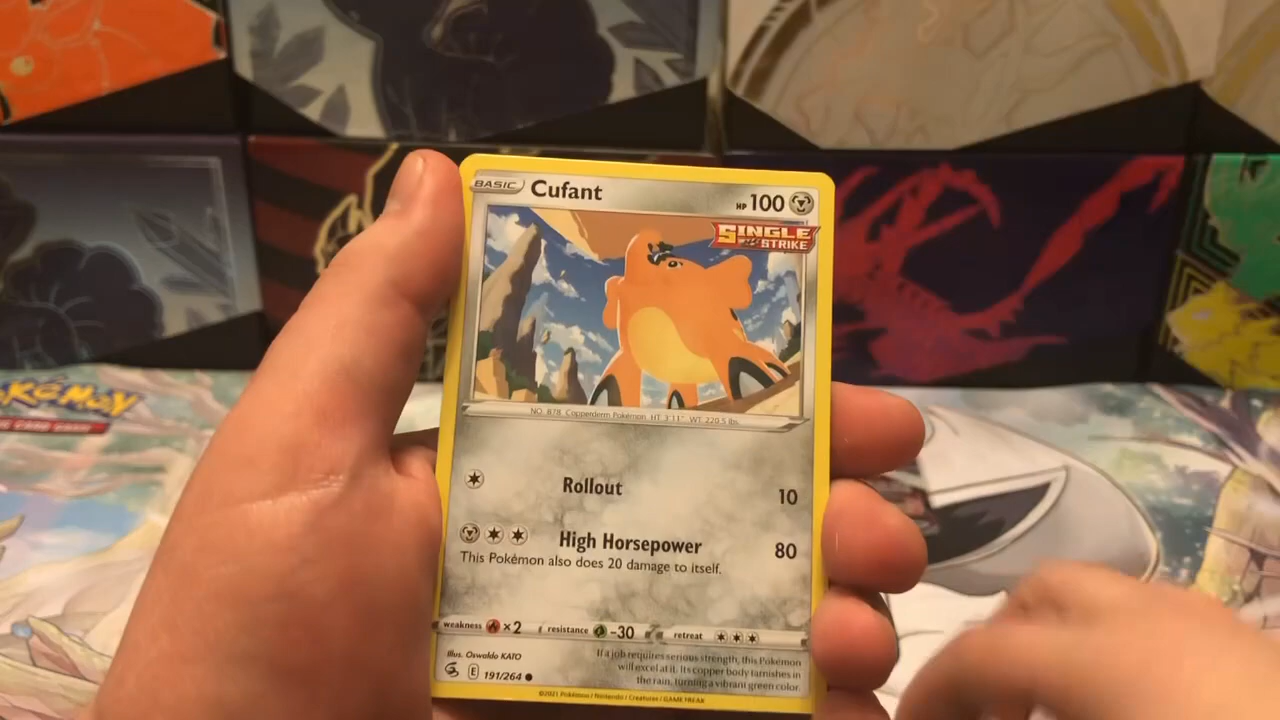 BASIC Cufant HP 100
SINGLE
STRIKE
NO. 878 Copperderm Pokémon HT 3'11" WT 220.5 lbs.
Rollout 10
High Horsepower 80
This Pokémon also does 20 damage to itself.
weakness ×2 resistance -30 retreat
Illus. Oswaldo KATO
If a job requires serious strength, this Pokémon
will excel at it. Its copper body tarnishes in
the rain, turning a vibrant green color.
E 191/264
©2021 Pokémon / Nintendo / Creatures / GAME FREAK
POKéMON